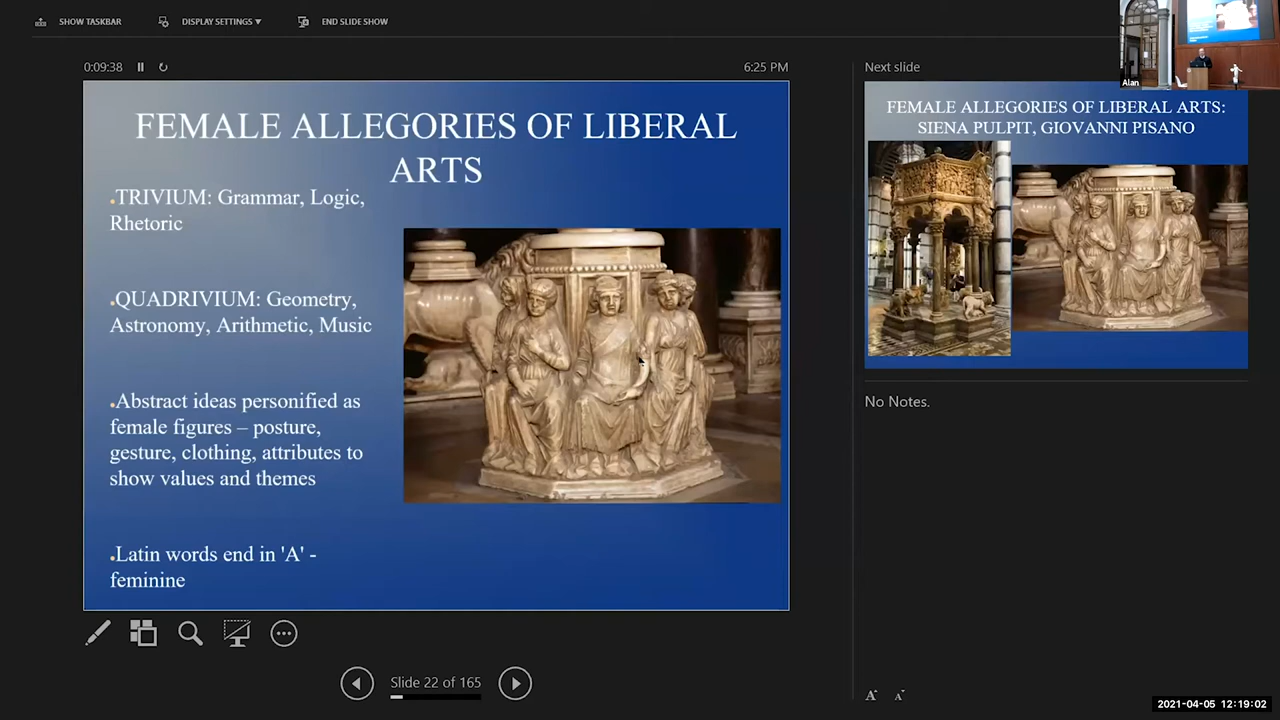 SHOW TASKBAR
DISPLAY SETTINGS ▼
END SLIDE SHOW
0:09:38
6:25 PM
FEMALE ALLEGORIES OF LIBERAL
ARTS
.TRIVIUM: Grammar, Logic,
Rhetoric
.QUADRIVIUM: Geometry,
Astronomy, Arithmetic, Music
.Abstract ideas personified as
female figures – posture,
gesture, clothing, attributes to
show values and themes
.Latin words end in 'A' -
feminine
Slide 22 of 165
Next slide
FEMALE ALLEGORIES OF LIBERAL ARTS:
SIENA PULPIT, GIOVANNI PISANO
No Notes.
A A
Alan
2021-04-05 12:19:02